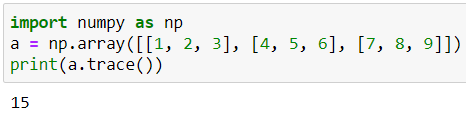 import numpy as np
a = np.array([[1, 2, 3], [4, 5, 6], [7, 8, 9]])
print(a.trace())
15